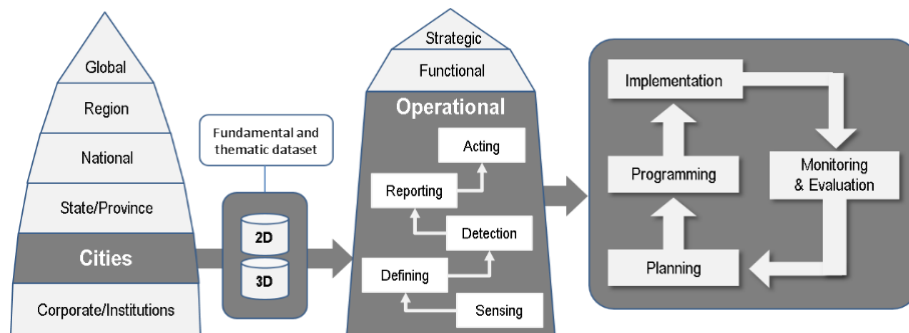 Global
Region
National
State/Province
Cities
Corporate/Institutions
Fundamental and
thematic dataset
2D
3D
Strategic
Functional
Operational
Acting
Reporting
Detection
Defining
Sensing
Implementation
Programming
Monitoring
& Evaluation
Planning